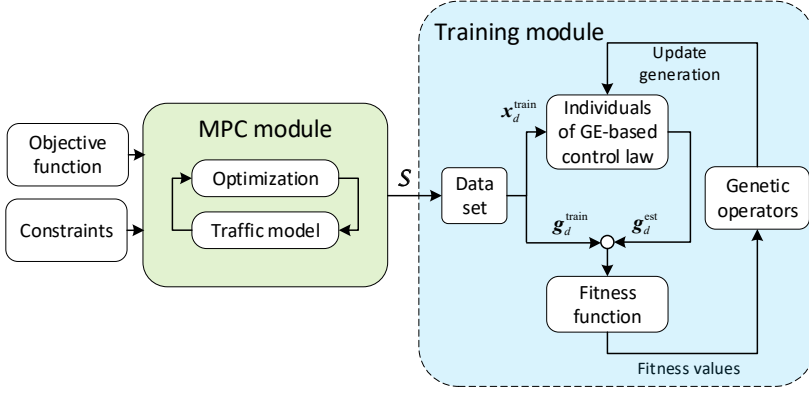 Training module
Update
generation
x_d^train
Individuals
of GE-based
control law
MPC module
Objective
function
Optimization
S
Data
set
Genetic
operators
Constraints
Traffic model
g_d^train
g_d^est
Fitness
function
Fitness values